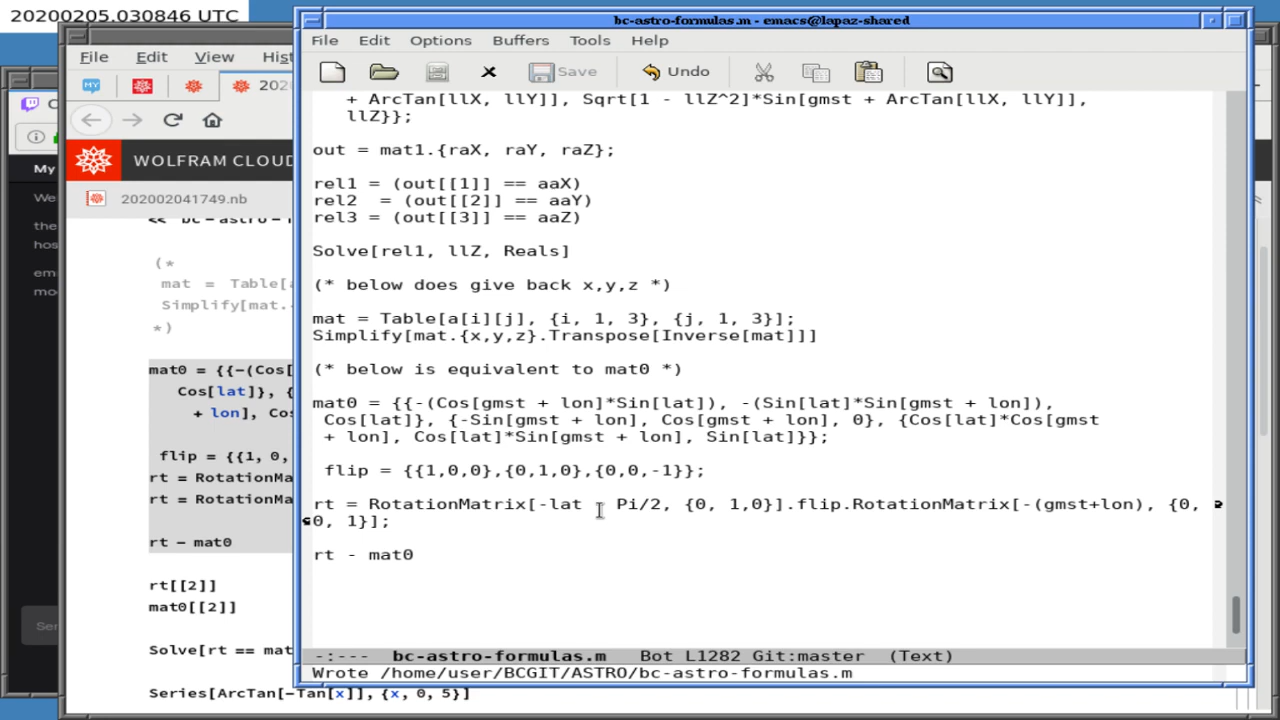 20200205.030846 UTC
bc-astro-formulas.m - emacs@lapaz-shared
File Edit Options Buffers Tools Help
Save Undo
+ ArcTan[llX, llY]], Sqrt[1 - llZ^2]*Sin[gmst + ArcTan[llX, llY]],
llZ}};
out = mat1.{raX, raY, raZ};
rel1 = (out[[1]] == aaX)
rel2  = (out[[2]] == aaY)
rel3 = (out[[3]] == aaZ)
Solve[rel1, llZ, Reals]
(* below does give back x,y,z *)
mat = Table[a[i][j], {i, 1, 3}, {j, 1, 3}];
Simplify[mat.{x,y,z}.Transpose[Inverse[mat]]]
(* below is equivalent to mat0 *)
mat0 = {{-(Cos[gmst + lon]*Sin[lat]), -(Sin[lat]*Sin[gmst + lon]),
Cos[lat]}, {-Sin[gmst + lon], Cos[gmst + lon], 0}, {Cos[lat]*Cos[gmst
+ lon], Cos[lat]*Sin[gmst + lon], Sin[lat]}};
flip = {{1,0,0},{0,1,0},{0,0,-1}};
rt = RotationMatrix[-lat - Pi/2, {0, 1,0}].flip.RotationMatrix[-(gmst+lon), {0,
0, 1}];
rt - mat0
-:--- bc-astro-formulas.m Bot L1282 Git:master (Text)
Wrote /home/user/BCGIT/ASTRO/bc-astro-formulas.m
File Edit View Hist
MY
202
WOLFRAM CLOUD
202002041749.nb
(*
mat = Table[a
Simplify[mat.
*)
mat0 = {{-(Cos[
Cos[lat]}, {
+ lon], Cos
flip = {{1, 0,
rt = RotationMa
rt = RotationMa
rt - mat0
rt[[2]]
mat0[[2]]
Solve[rt == mat
Series[ArcTan[-Tan[x]], {x, 0, 5}]
My
We
the
hos
em
mo
Ser